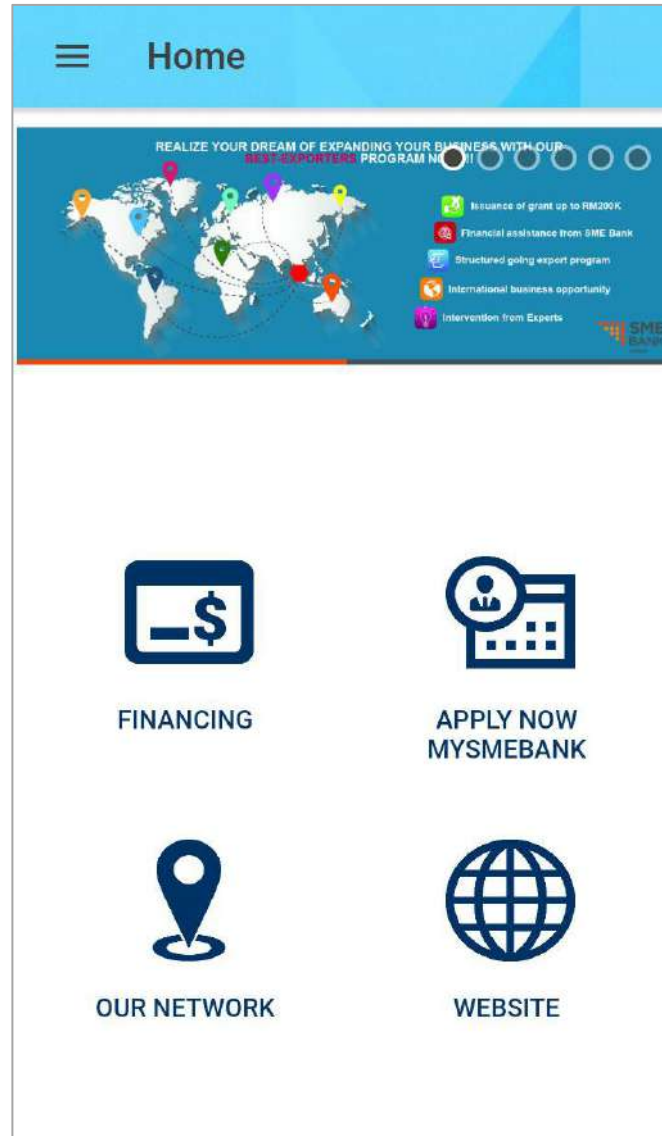 Home
REALIZE YOUR DREAM OF EXPANDING YOUR BUSINESS WITH OUR
BEST-EXPORTERS PROGRAM
Issuance of grant up to RM200K
Financial assistance from SME Bank
Structured going export program
International business opportunity
Intervention from Experts
SME
BANK
$
FINANCING
APPLY NOW
MYSMEBANK
OUR NETWORK
WEBSITE